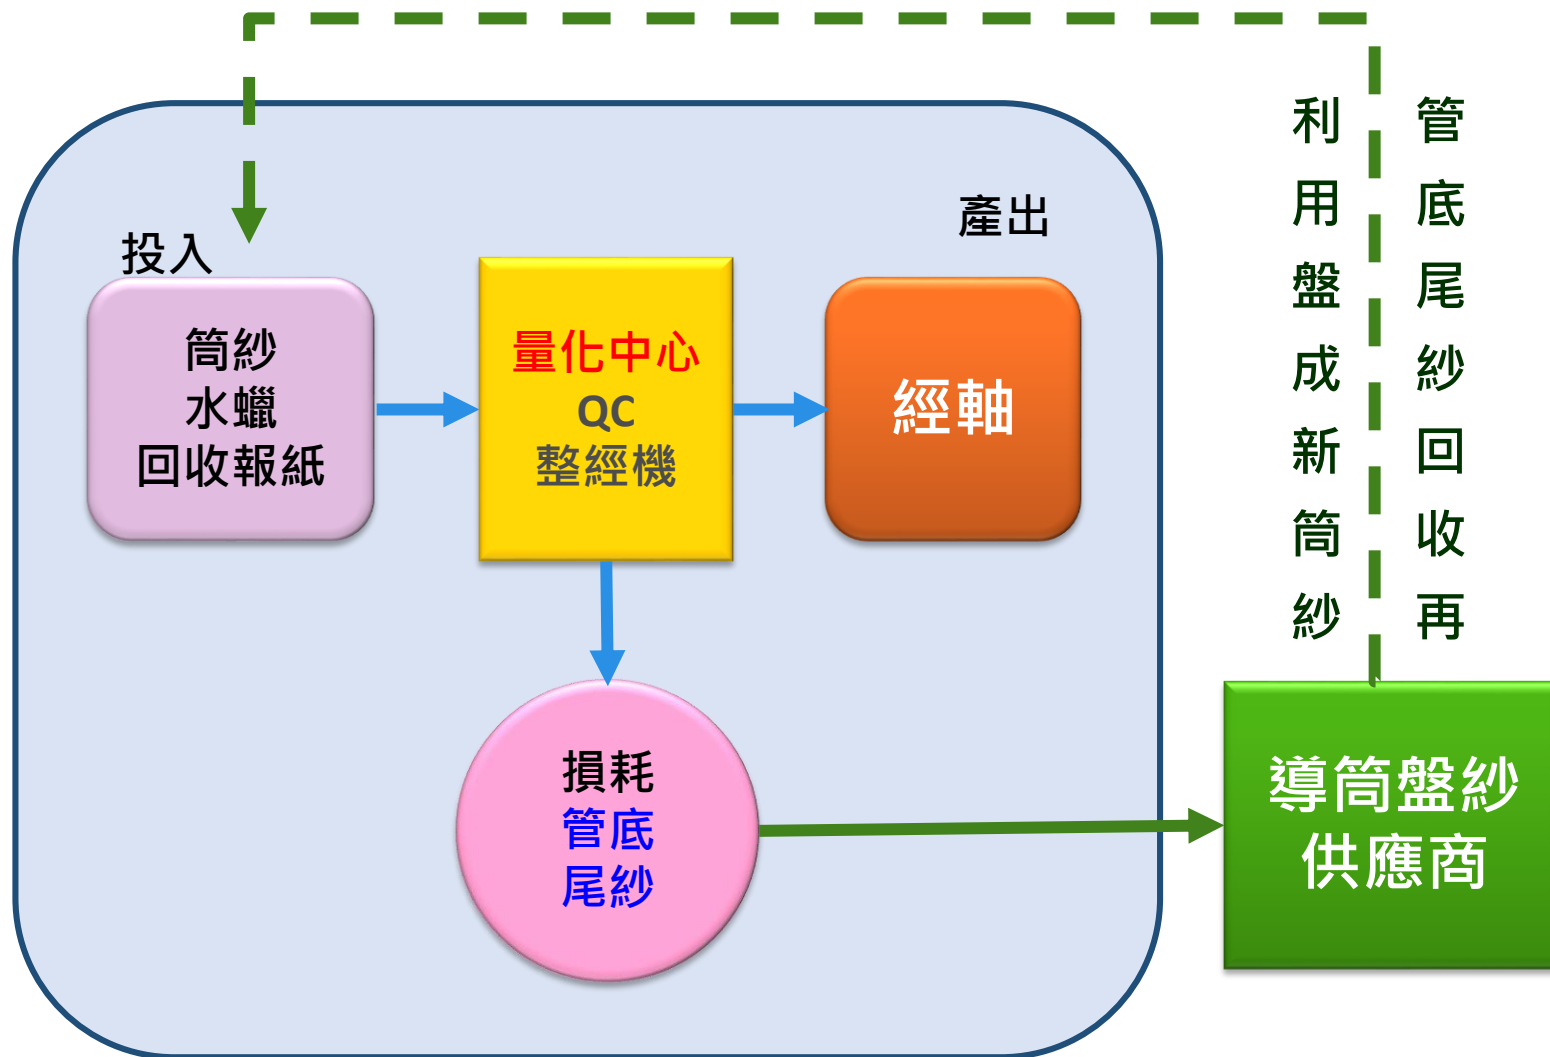 投入
筒紗
水蠟
回收報紙
量化中心
QC
整經機
產出
經軸
損耗
管底
尾紗
導筒盤紗
供應商
管底尾紗回收再
利用盤成新筒紗